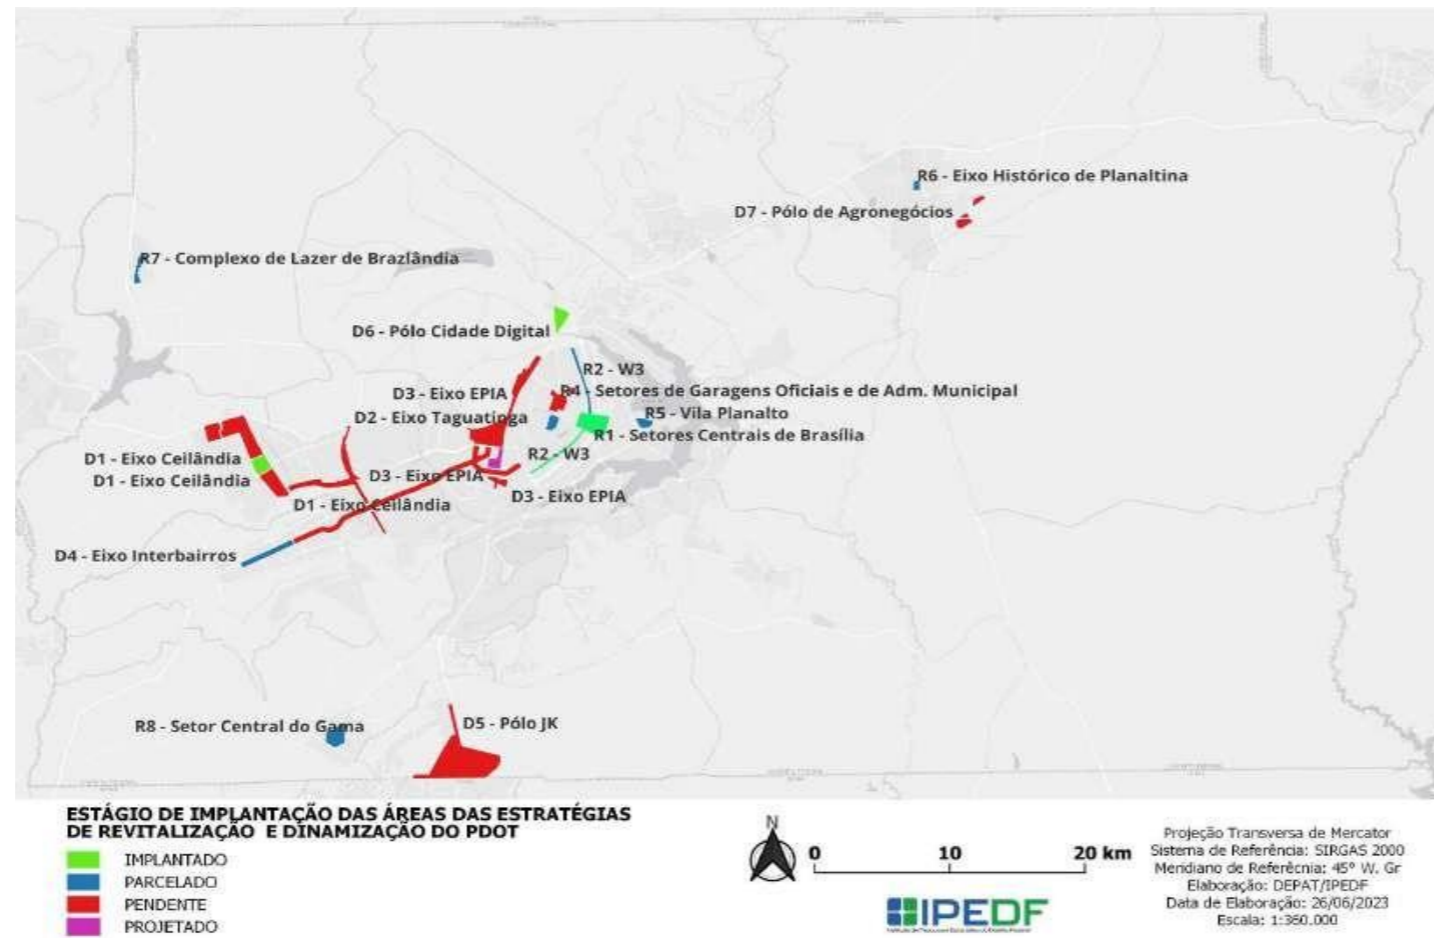 R6 - Eixo Histórico de Planaltina
D7 - Pólo de Agronegócios
R7 - Complexo de Lazer de Brazlândia
D6 - Pólo Cidade Digital
R2 - W3
D3 - Eixo EPIA
R4 - Setores de Garagens Oficiais e de Adm. Municipal
D2 - Eixo Taguatinga
R5 - Vila Planalto
R1 - Setores Centrais de Brasília
D1 - Eixo Ceilândia
R2 - W3
D1 - Eixo Ceilândia
D3 - Eixo EPIA
D3 - Eixo EPIA
D1 - Eixo Ceilândia
D4 - Eixo Interbairros
R8 - Setor Central do Gama
D5 - Pólo JK
ESTÁGIO DE IMPLANTAÇÃO DAS ÁREAS DAS ESTRATÉGIAS
DE REVITALIZAÇÃO E DINAMIZAÇÃO DO PDOT
IMPLANTADO
PARCELADO
PENDENTE
PROJETADO
N
0 10 20 km
IPEDF
Projeção Transversa de Mercator
Sistema de Referência: SIRGAS 2000
Meridiano de Referêcnia: 45° W. Gr
Elaboração: DEPAT/IPEDF
Data de Elaboração: 26/06/2023
Escala: 1:360.000